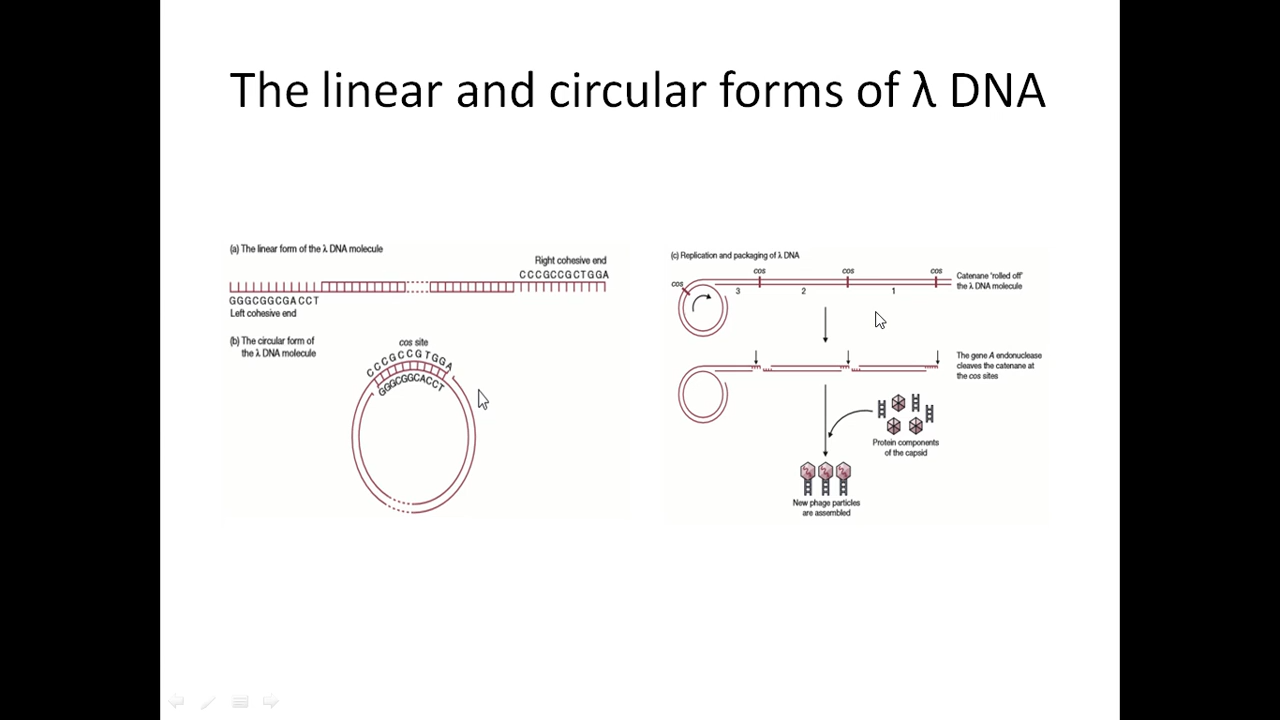 The linear and circular forms of λ DNA
(a) The linear form of the λ DNA molecule
Right cohesive end
CCCGCCGCTGGA
GGGCGGCGACCT
Left cohesive end
(b) The circular form of
the λ DNA molecule
cos site
CCCGCCGTGGA
GGGCGGCACCT
(c) Replication and packaging of λ DNA
cos
cos
cos
cos
Catenane 'rolled off'
the λ DNA molecule
3
2
1
The gene A endonuclease
cleaves the catenane at
the cos sites
Protein components
of the capsid
New phage particles
are assembled